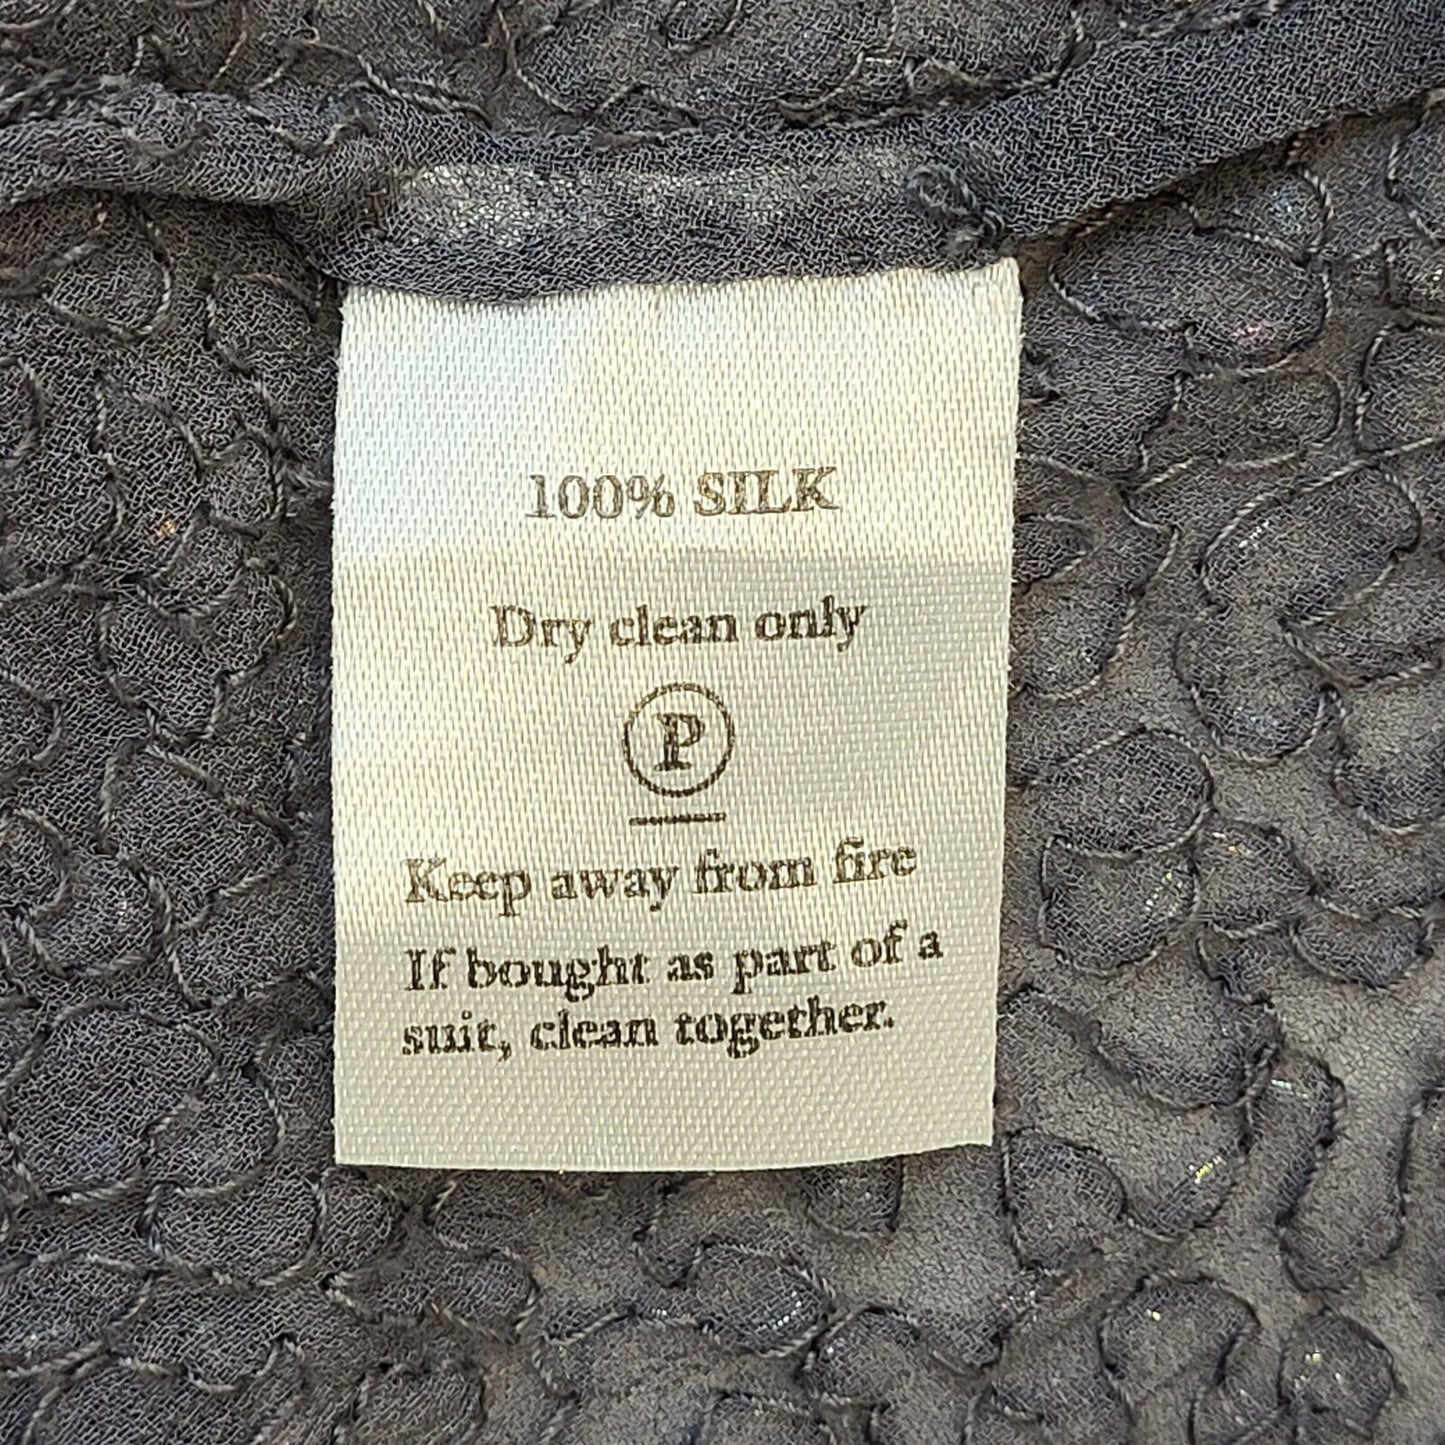 100% SILK
Dry clean only
P
Keep away from fire
If bought as part of a
suit, clean together.